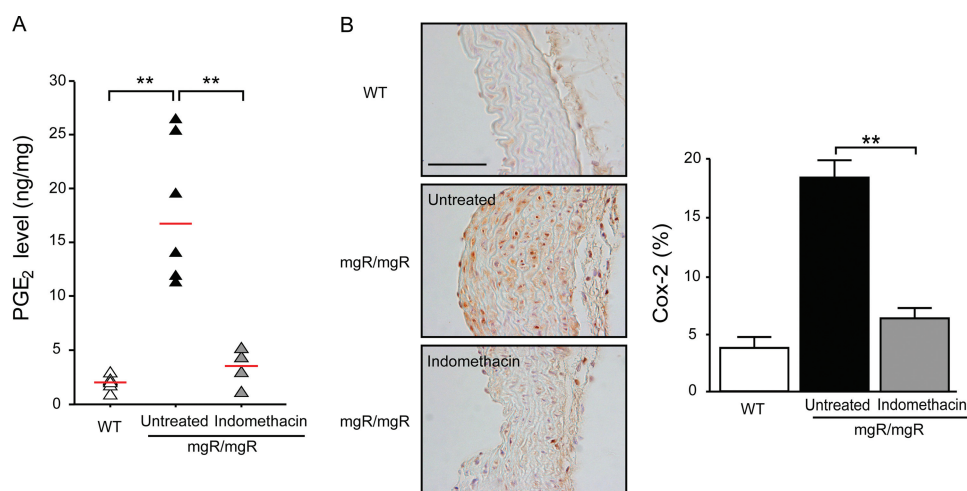 A
PGE2 level (ng/mg)
30
25
20
15
10
5
0
** **
WT
Untreated Indomethacin
mgR/mgR
B
WT
Untreated
mgR/mgR
Indomethacin
mgR/mgR
Cox-2 (%)
20
15
10
5
0
**
WT
Untreated Indomethacin
mgR/mgR